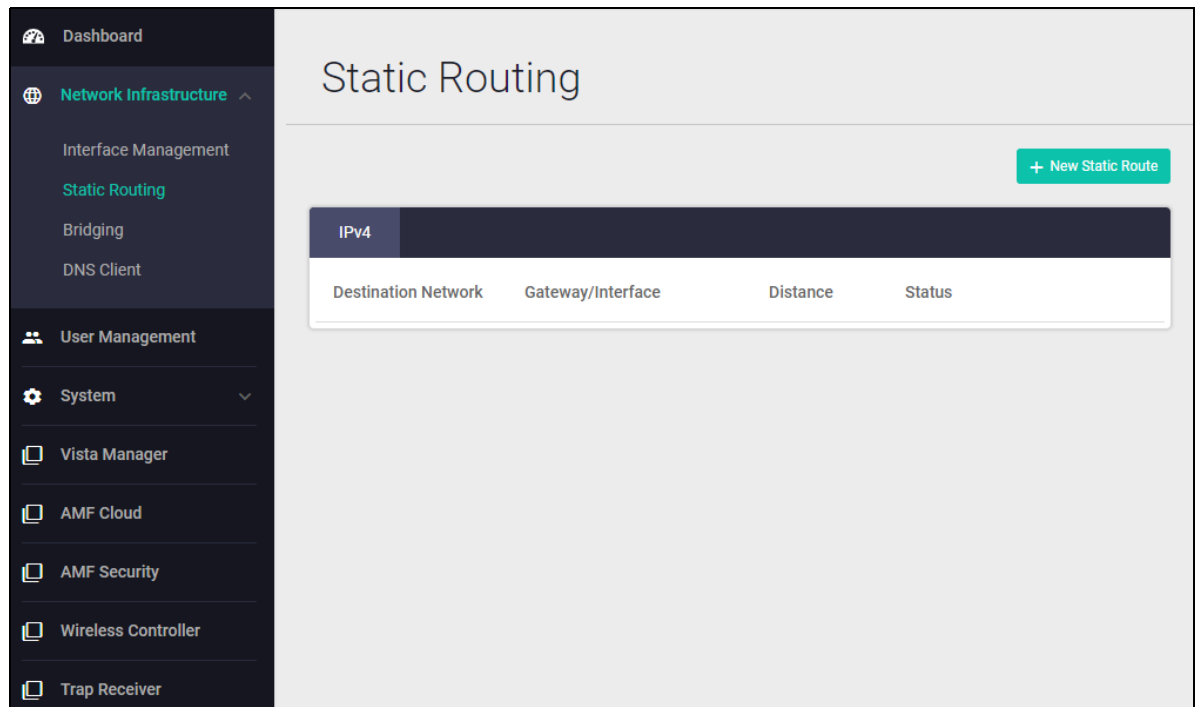 Dashboard
Network Infrastructure
Interface Management
Static Routing
Bridging
DNS Client
User Management
System
Vista Manager
AMF Cloud
AMF Security
Wireless Controller
Trap Receiver
Static Routing
+ New Static Route
IPv4
Destination Network Gateway/Interface Distance Status